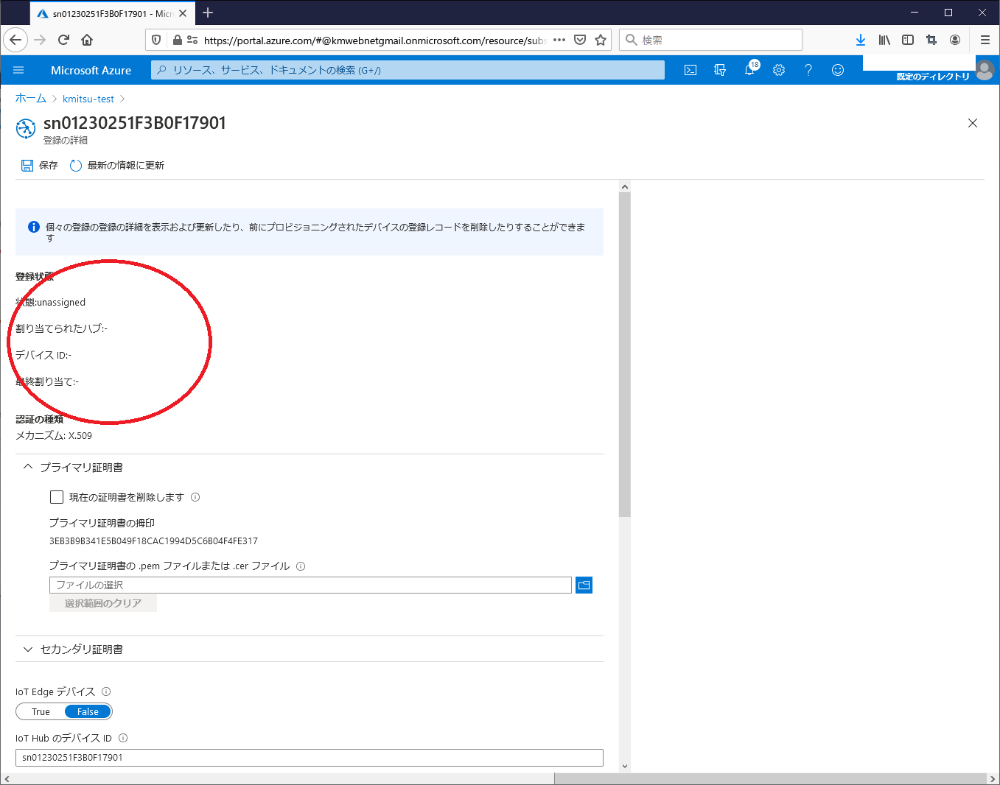 sn01230251F3B0F17901 - Micr
https://portal.azure.com/#@kmwebnetgmail.onmicrosoft.com/resource/subs
検索
Microsoft Azure
リソース、サービス、ドキュメントの検索 (G+/)
18
既定のディレクトリ
ホーム > kmitsu-test >
sn01230251F3B0F17901
登録の詳細
保存
最新の情報に更新
個々の登録の登録の詳細を表示および更新したり、前にプロビジョニングされたデバイスの登録レコードを削除したりすることができま
す
登録状態
状態:unassigned
割り当てられたハブ:-
デバイス ID:-
最終割り当て:-
認証の種類
メカニズム: X.509
プライマリ証明書
現在の証明書を削除します
プライマリ証明書の拇印
3EB3B9B341E5B049F18CAC1994D5C6B04F4FE317
プライマリ証明書の .pem ファイルまたは .cer ファイル
ファイルの選択
選択範囲のクリア
セカンダリ証明書
IoT Edge デバイス
True False
IoT Hub のデバイス ID
sn01230251F3B0F17901